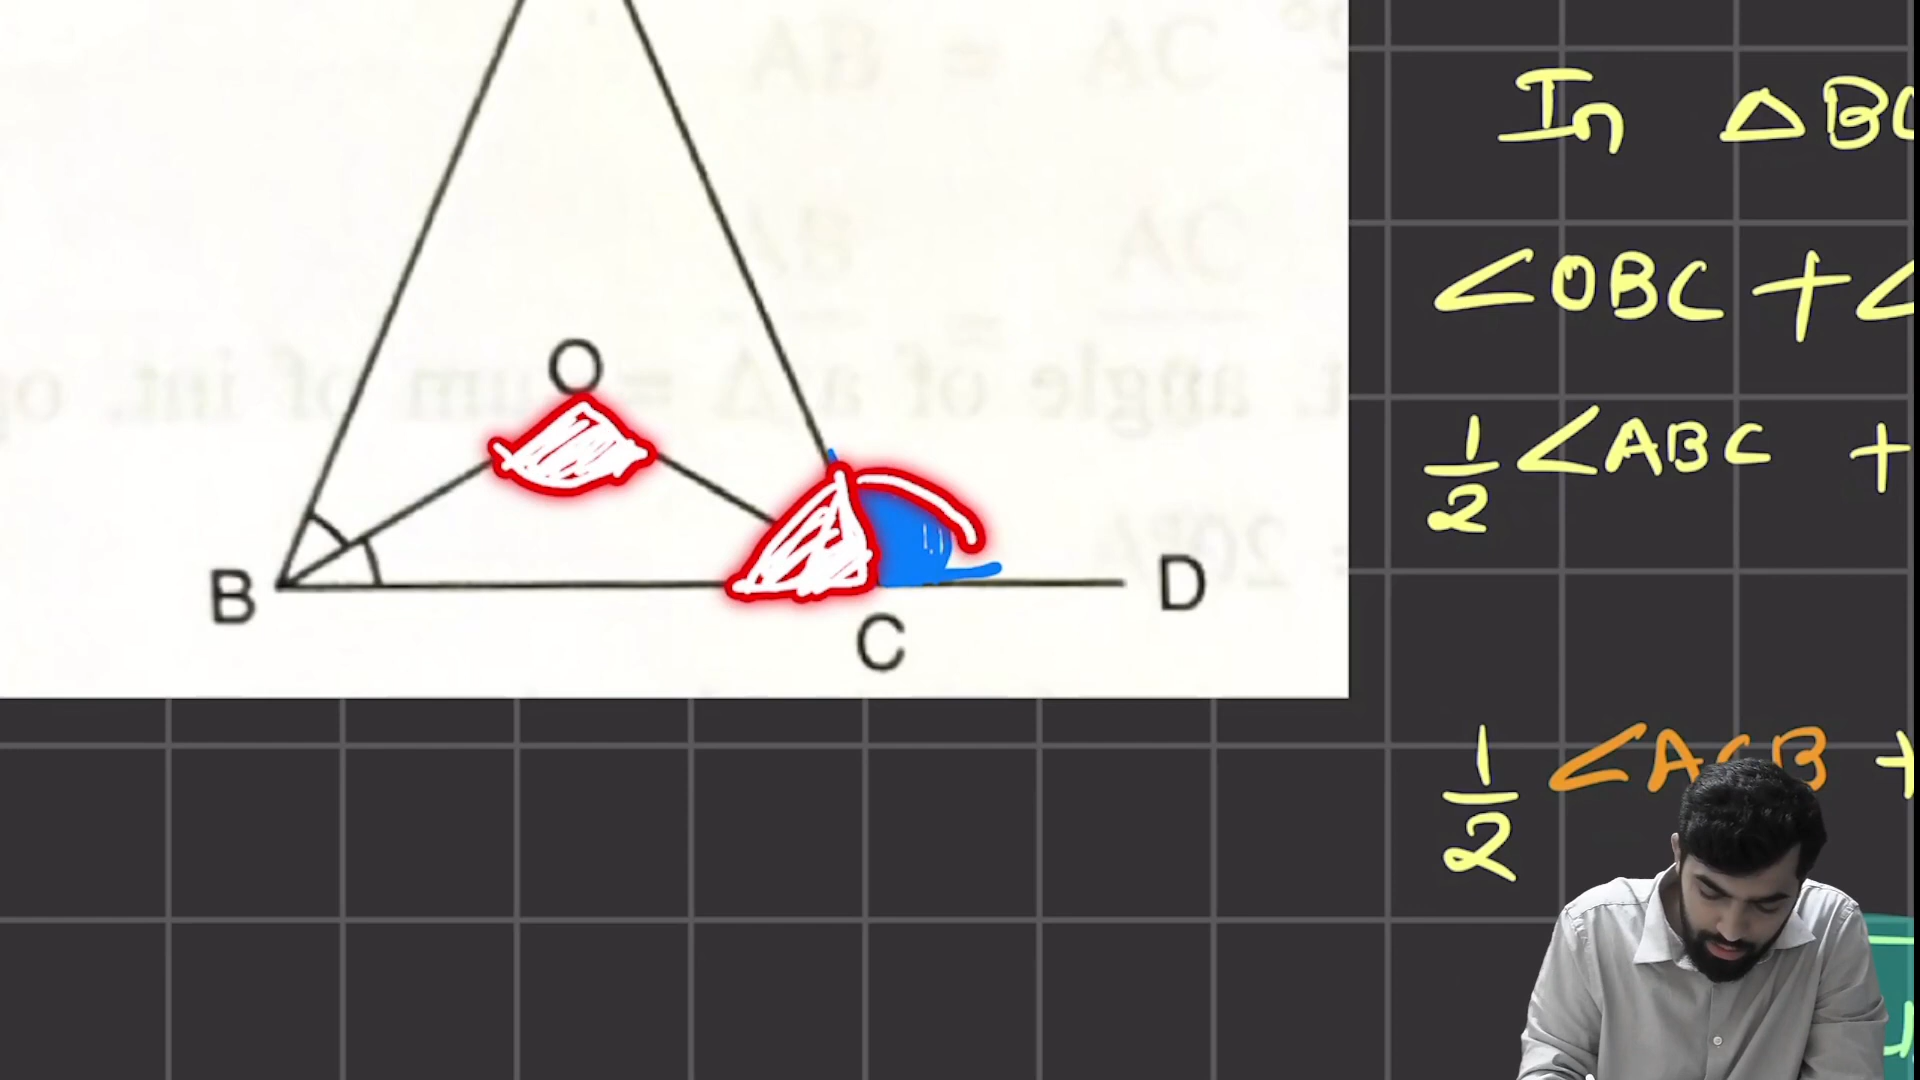 In △BC
∠OBC + ∠
1/2 ∠ABC +
1/2 ∠ACB +
O
B
C
D